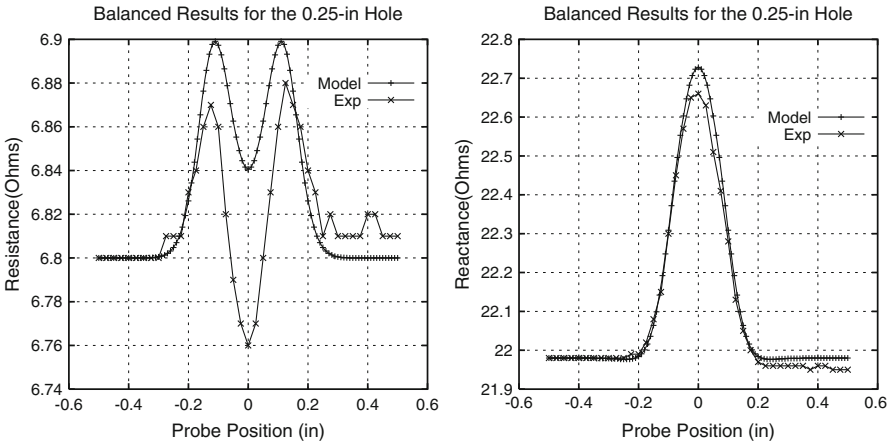 Balanced Results for the 0.25-in Hole
6.9
6.88
6.86
6.84
6.82
6.8
6.78
6.76
6.74
Resistance(Ohms)
Model
Exp
-0.6 -0.4 -0.2 0 0.2 0.4 0.6
Probe Position (in)
Balanced Results for the 0.25-in Hole
22.8
22.7
22.6
22.5
22.4
22.3
22.2
22.1
22
21.9
Reactance(Ohms)
Model
Exp
-0.6 -0.4 -0.2 0 0.2 0.4 0.6
Probe Position (in)